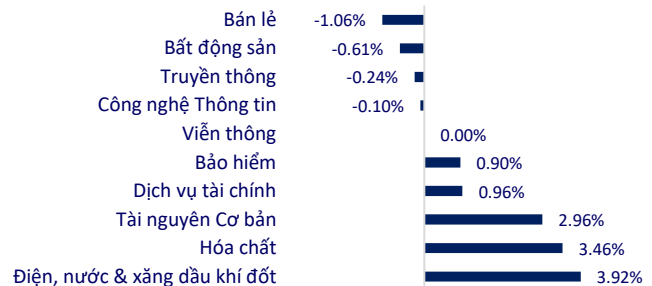 Bán lẻ -1.06%
Bất động sản -0.61%
Truyền thông -0.24%
Công nghệ Thông tin -0.10%
Viễn thông 0.00%
Bảo hiểm 0.90%
Dịch vụ tài chính 0.96%
Tài nguyên Cơ bản 2.96%
Hóa chất 3.46%
Điện, nước & xăng dầu khí đốt 3.92%